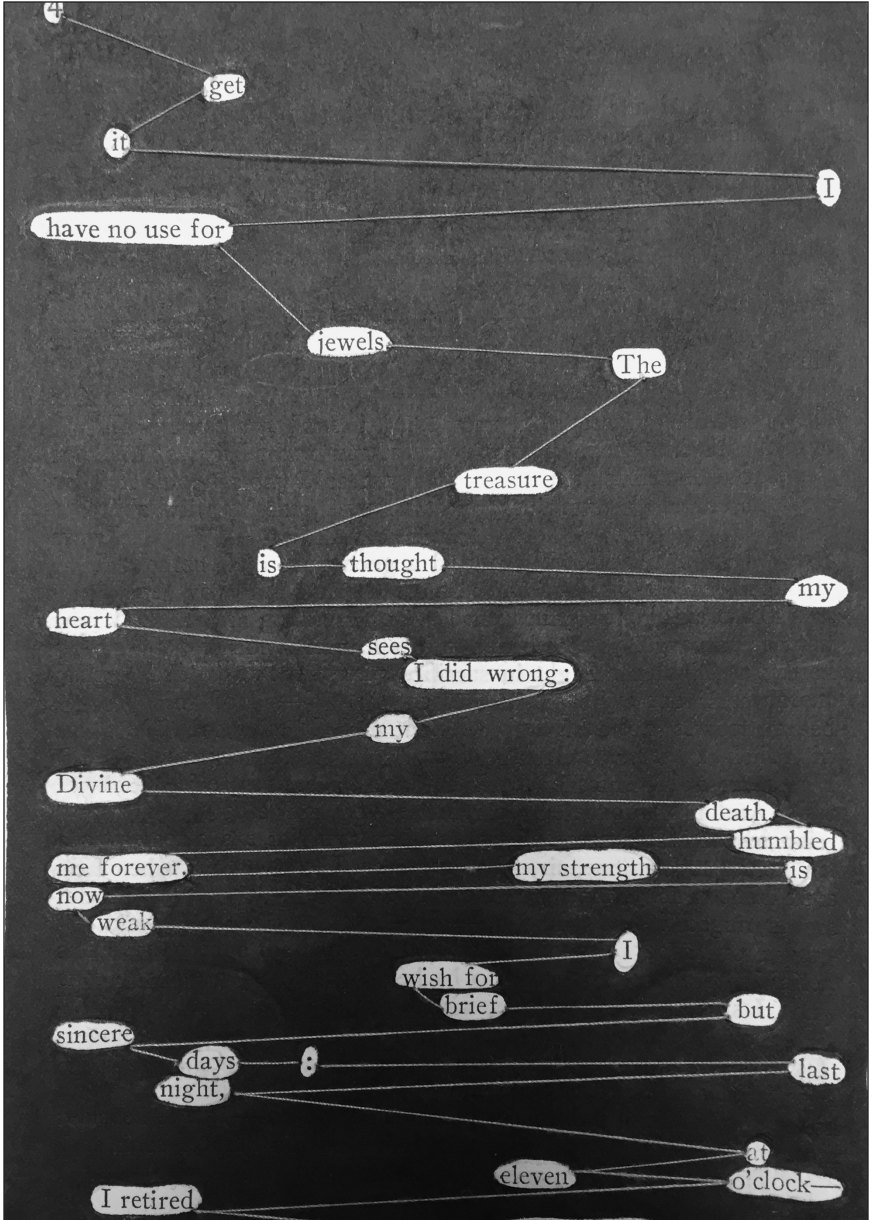 4
get
it
I
have no use for
jewels
The
treasure
is thought
my
heart
sees
I did wrong:
my
Divine
death
humbled
me forever.
my strength
is
now
weak
I
wish for
brief
but
sincere
days
:
last
night,
at
eleven
o'clock—
I retired